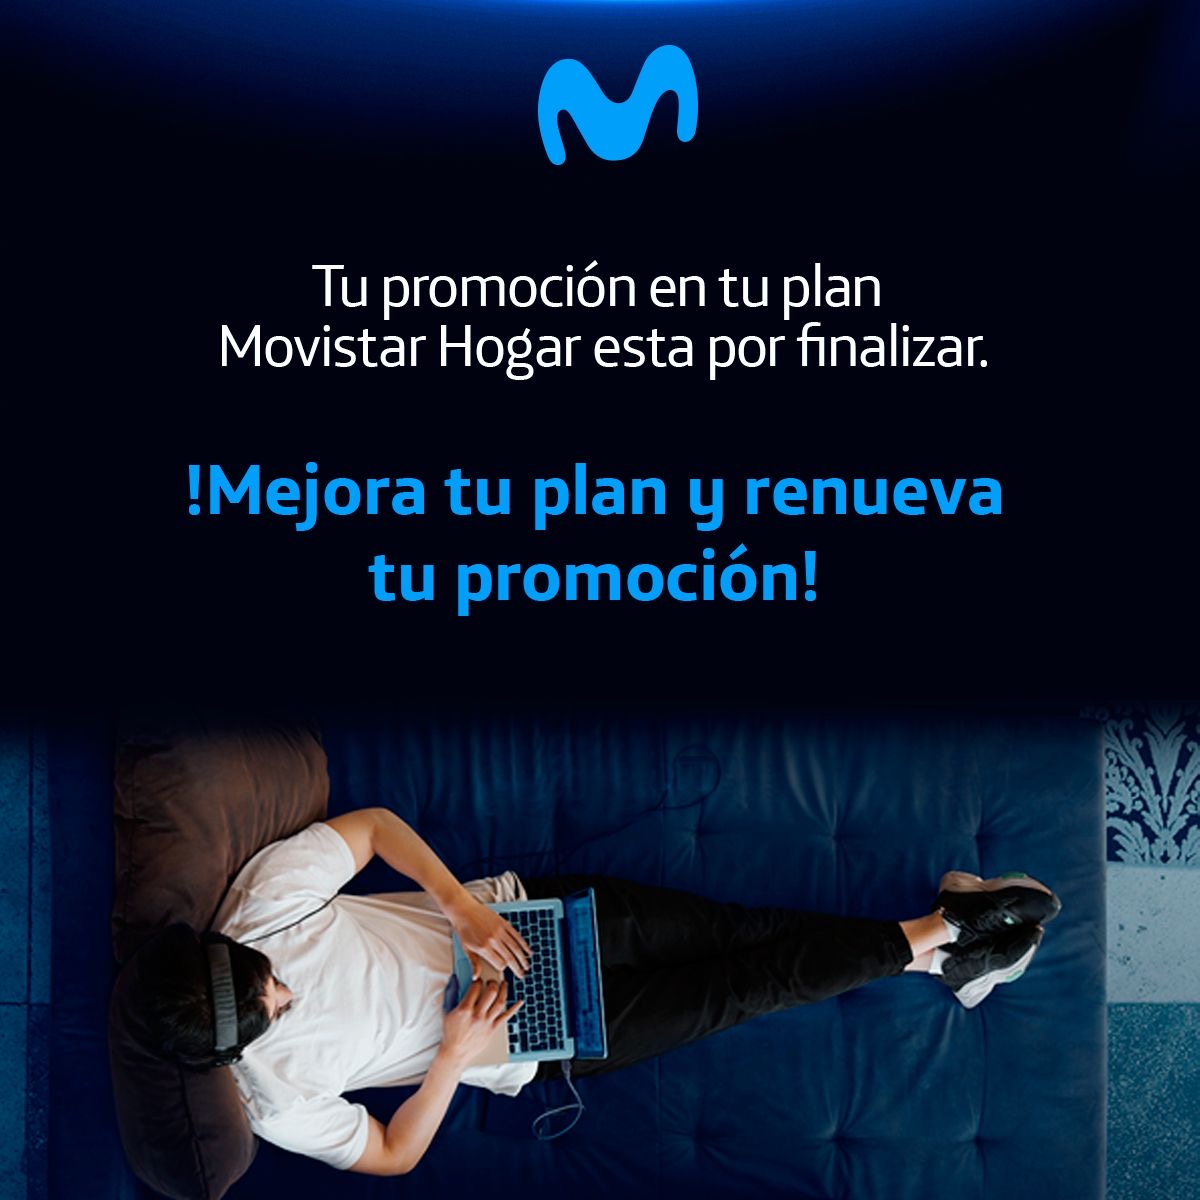 Tu promoción en tu plan
Movistar Hogar esta por finalizar.
!Mejora tu plan y renueva
tu promoción!